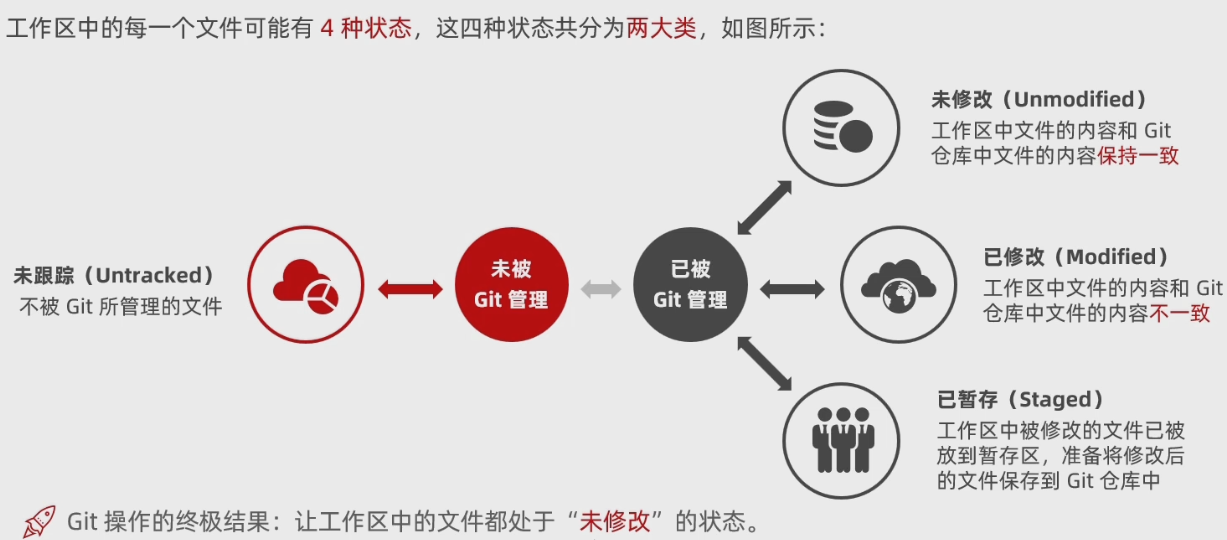 工作区中的每一个文件可能有 4 种状态，这四种状态共分为两大类，如图所示：
未修改（Unmodified）
工作区中文件的内容和 Git
仓库中文件的内容保持一致
未跟踪（Untracked）
不被 Git 所管理的文件
未被
Git 管理
已被
Git 管理
已修改（Modified）
工作区中文件的内容和 Git
仓库中文件的内容不一致
已暂存（Staged）
工作区中被修改的文件已被
放到暂存区，准备将修改后
的文件保存到 Git 仓库中
Git 操作的终极结果：让工作区中的文件都处于“未修改”的状态。